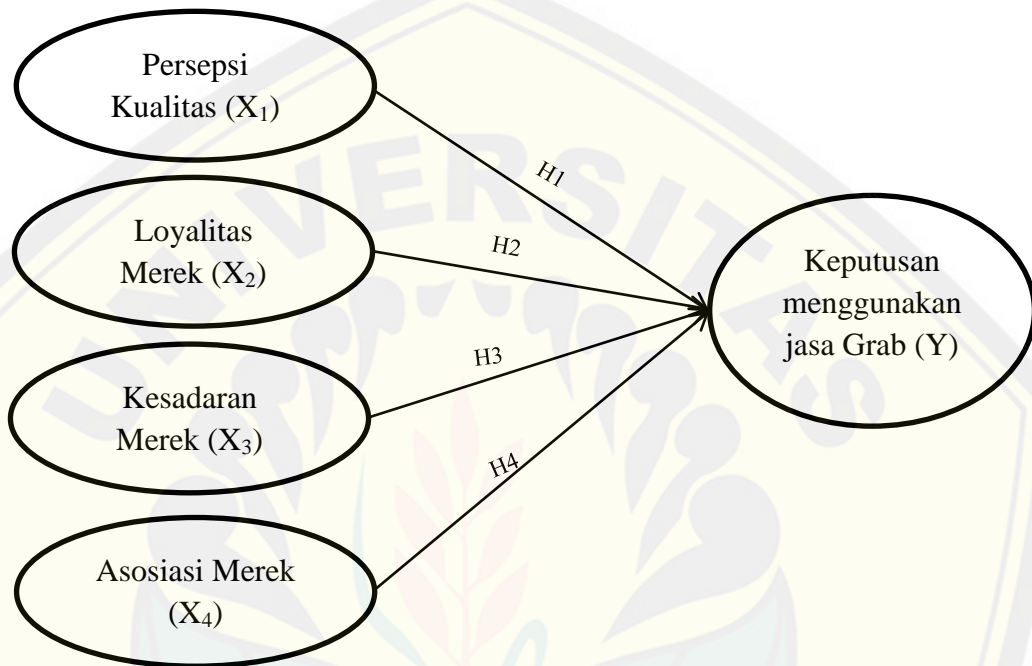 Persepsi
Kualitas (X₁)
H1
Loyalitas
Merek (X₂)
H2
Keputusan
menggunakan
jasa Grab (Y)
Kesadaran
Merek (X₃)
H3
Asosiasi Merek
(X₄)
H4
UNIVERSITAS